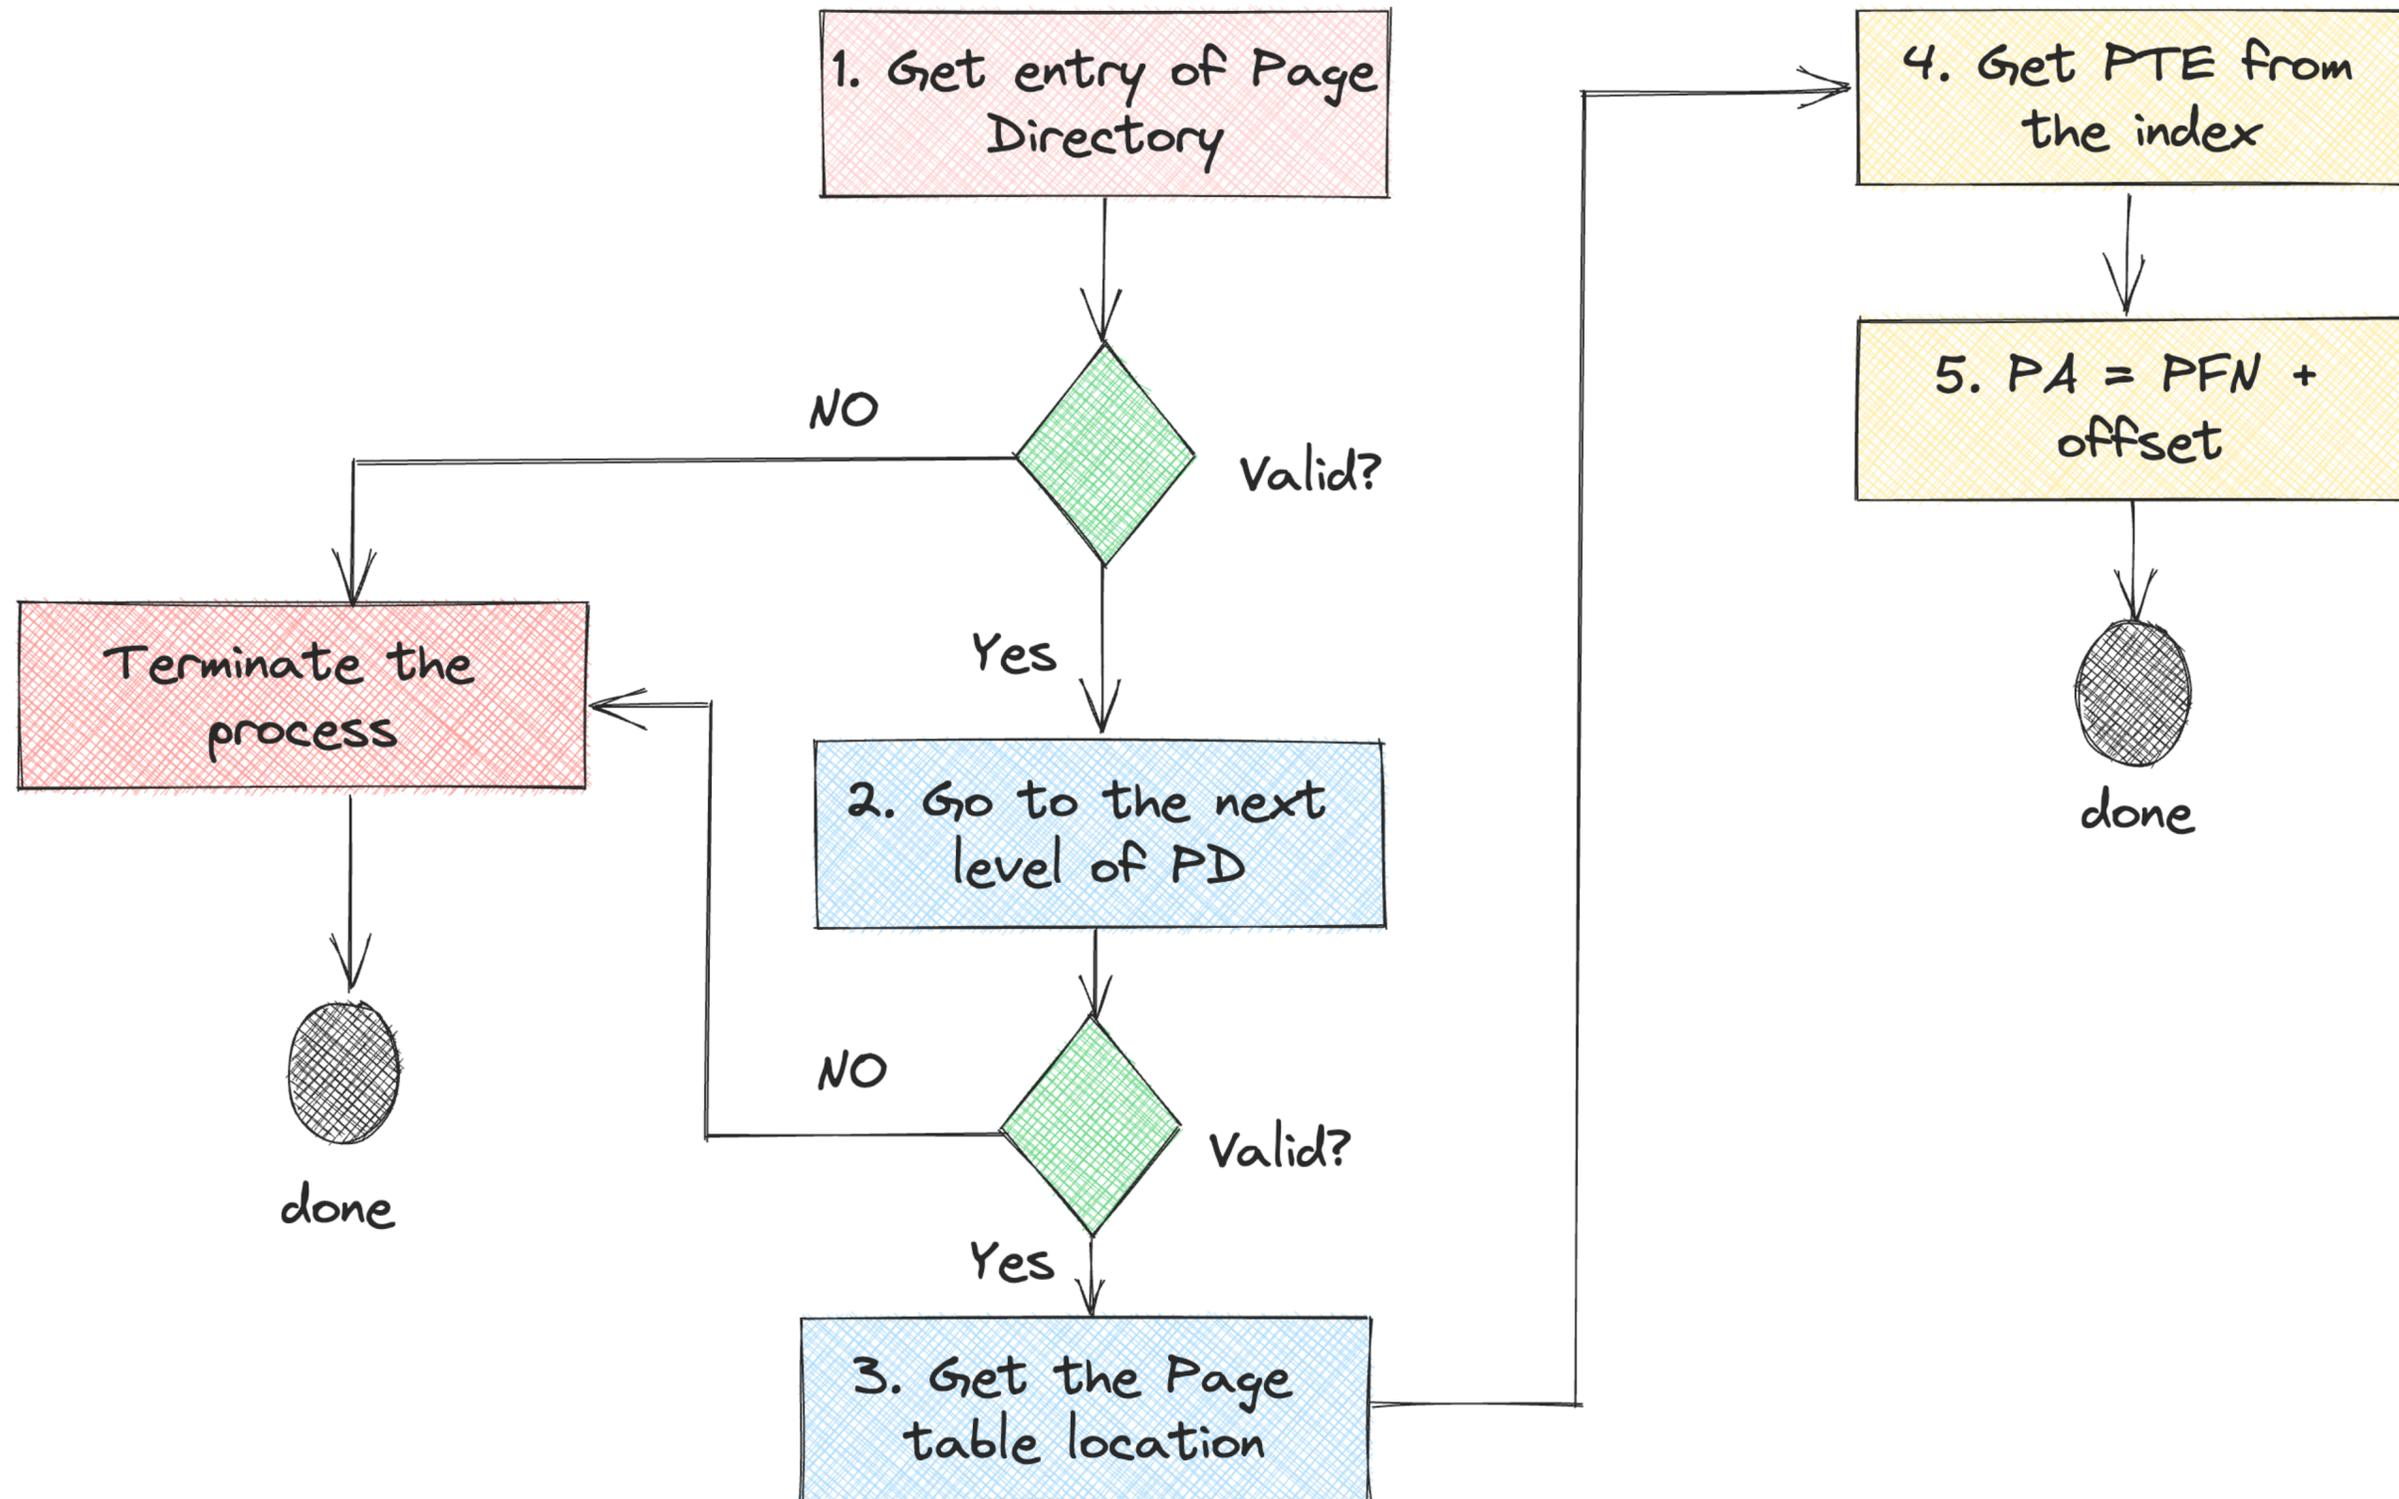 1. Get entry of Page
Directory
NO
Valid?
Terminate the
process
done
Yes
2. Go to the next
level of PD
NO
Valid?
Yes
3. Get the Page
table location
4. Get PTE from
the index
5. PA = PFN +
offset
done